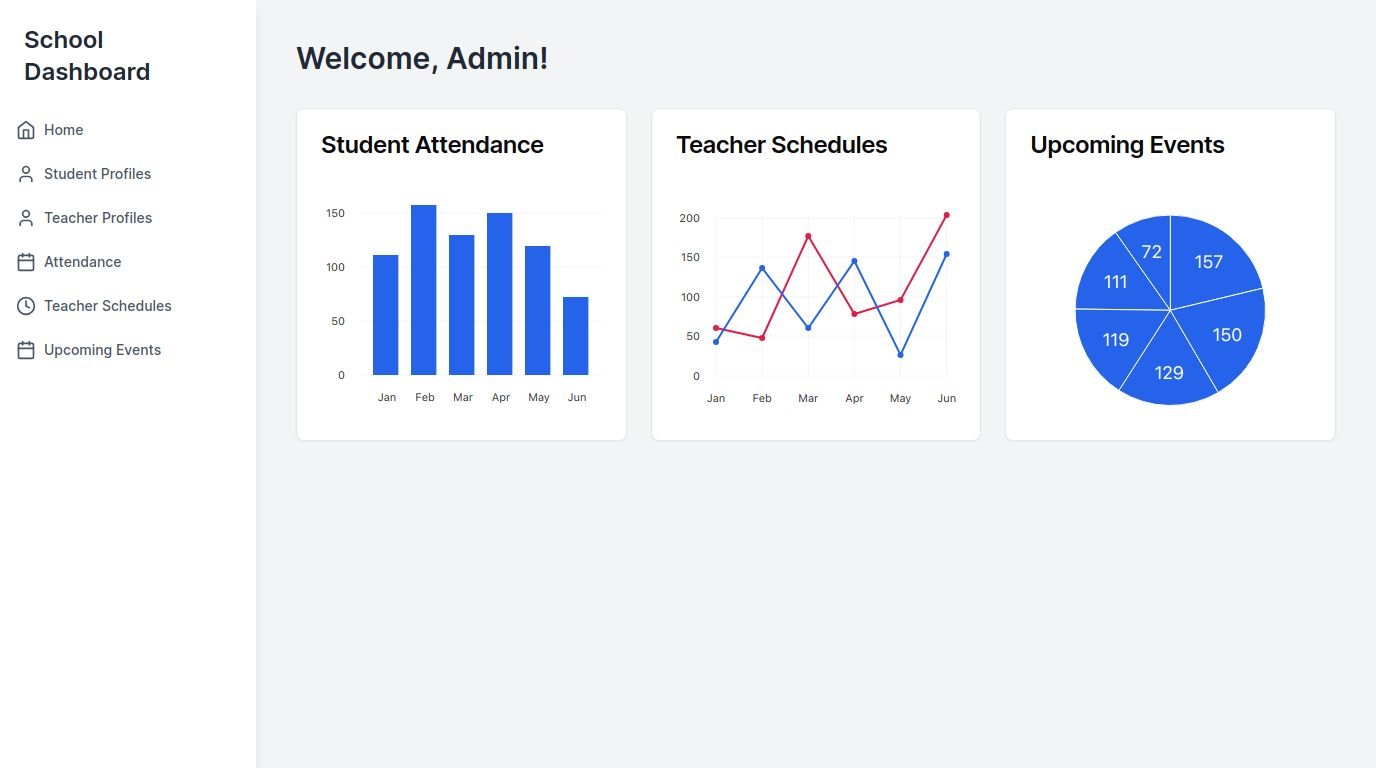 School
Dashboard
Home
Student Profiles
Teacher Profiles
Attendance
Teacher Schedules
Upcoming Events
Welcome, Admin!
Student Attendance
150
100
50
0
Jan Feb Mar Apr May Jun
Teacher Schedules
200
150
100
50
0
Jan Feb Mar Apr May Jun
Upcoming Events
72 157
111
150
119
129